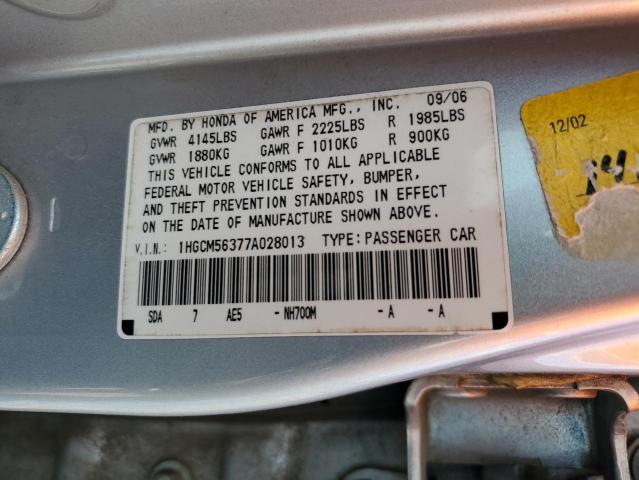 MFD. BY HONDA OF AMERICA MFG., INC. 09/06
GVWR 4145LBS GAWR F 2225LBS R 1985LBS
GVWR 1880KG GAWR F 1010KG R 900KG
THIS VEHICLE CONFORMS TO ALL APPLICABLE
FEDERAL MOTOR VEHICLE SAFETY, BUMPER,
AND THEFT PREVENTION STANDARDS IN EFFECT
ON THE DATE OF MANUFACTURE SHOWN ABOVE.
V.I.N.: 1HGCM56377A028013 TYPE: PASSENGER CAR
SDA 7 AE5 -NH700M -A -A
12/02